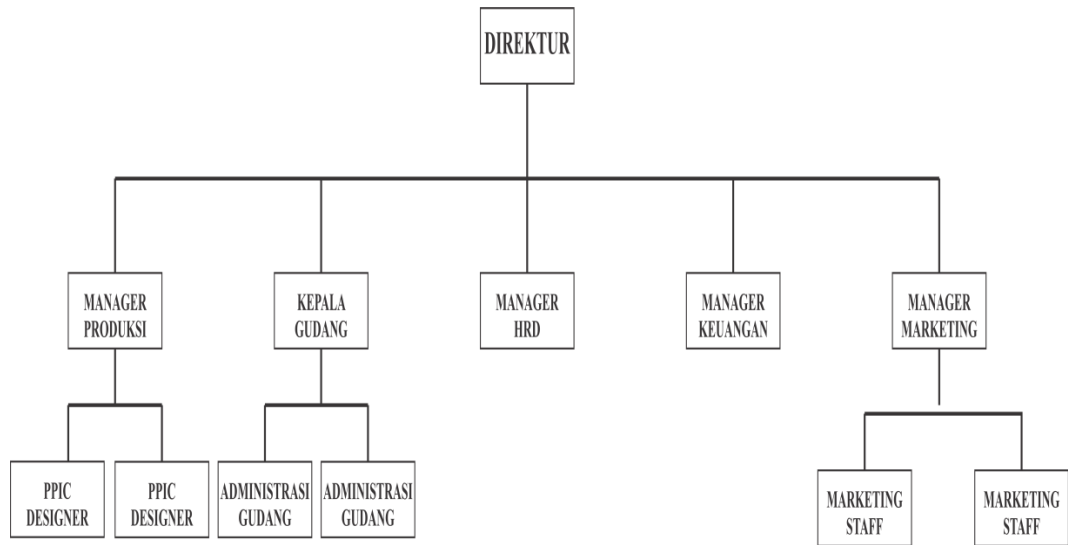 DIREKTUR
MANAGER
PRODUKSI
KEPALA
GUDANG
MANAGER
HRD
MANAGER
KEUANGAN
MANAGER
MARKETING
PPIC
DESIGNER
PPIC
DESIGNER
ADMINISTRASI
GUDANG
ADMINISTRASI
GUDANG
MARKETING
STAFF
MARKETING
STAFF